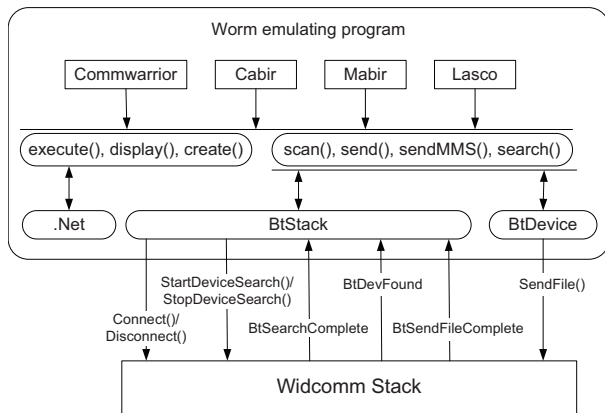 Worm emulating program
Commwarrior
Cabir
Mabir
Lasco
execute(), display(), create()
scan(), send(), sendMMS(), search()
.Net
BtStack
BtDevice
StartDeviceSearch()/
StopDeviceSearch()
BtDevFound
SendFile()
Connect()/
Disconnect()
BtSearchComplete
BtSendFileComplete
Widcomm Stack